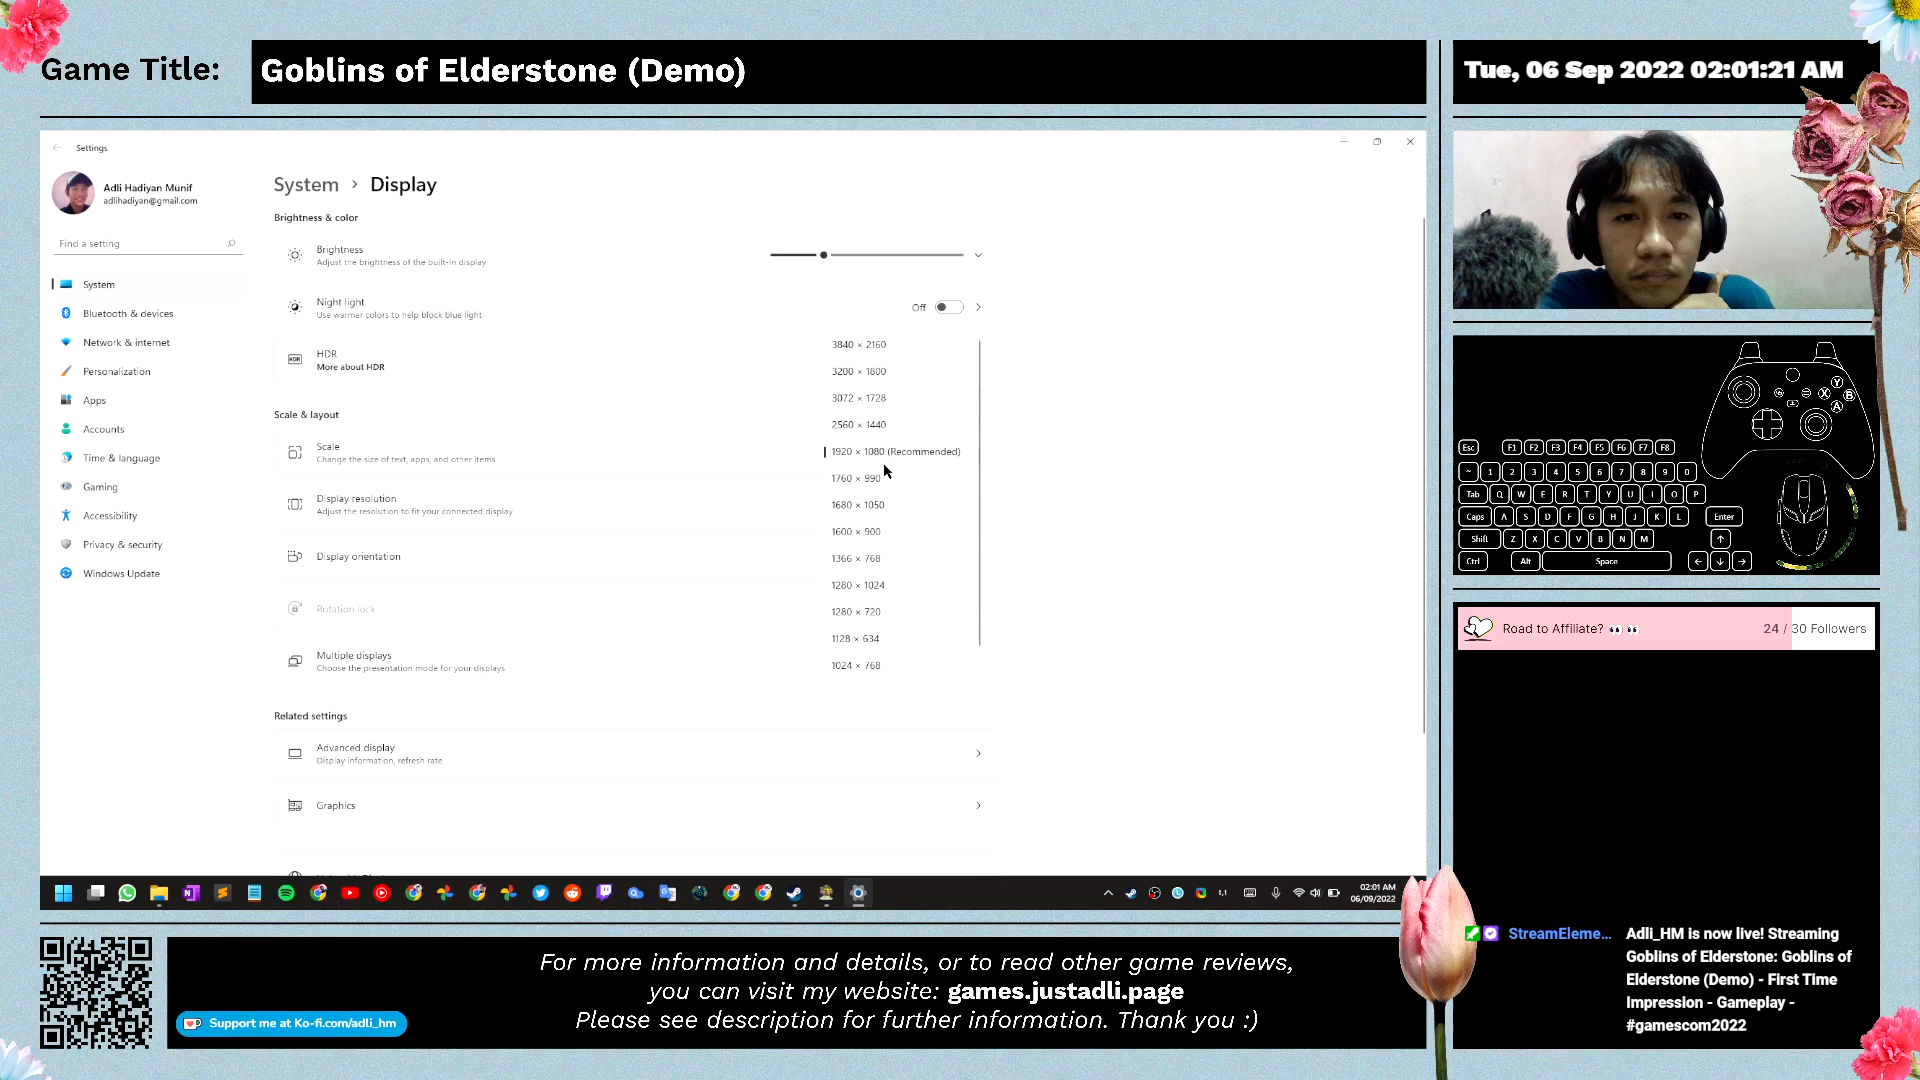 Game Title:
Goblins of Elderstone (Demo)
Tue, 06 Sep 2022 02:01:21 AM
Settings
Adli Hadiyan Munif
adlihadiyan@gmail.com
Find a setting
System
Bluetooth & devices
Network & internet
Personalization
Apps
Accounts
Time & language
Gaming
Accessibility
Privacy & security
Windows Update
System > Display
Brightness & color
Brightness
Adjust the brightness of the built-in display
Night light
Use warmer colors to help block blue light
Off
HDR
HDR
More about HDR
Scale & layout
Scale
Change the size of text, apps, and other items
Display resolution
Adjust the resolution to fit your connected display
Display orientation
Rotation lock
Multiple displays
Choose the presentation mode for your displays
Related settings
Advanced display
Display information, refresh rate
Graphics
3840 × 2160
3200 × 1800
3072 × 1728
2560 × 1440
1920 × 1080 (Recommended)
1760 × 990
1680 × 1050
1600 × 900
1366 × 768
1280 × 1024
1280 × 720
1128 × 634
1024 × 768
02:01 AM
06/09/2022
Y
X B
A
Esc F1 F2 F3 F4 F5 F6 F7 F8
~ 1 2 3 4 5 6 7 8 9 0
Tab Q W E R T Y U I O P
Caps A S D F G H J K L Enter
Shift Z X C V B N M ↑
Ctrl Alt Space ← ↓ →
Road to Affiliate? 👀 👀 24 / 30 Followers
StreamEleme... Adli_HM is now live! Streaming
Goblins of Elderstone: Goblins of
Elderstone (Demo) - First Time
Impression - Gameplay -
#gamescom2022
Support me at Ko-fi.com/adli_hm
For more information and details, or to read other game reviews,
you can visit my website: games.justadli.page
Please see description for further information. Thank you :)